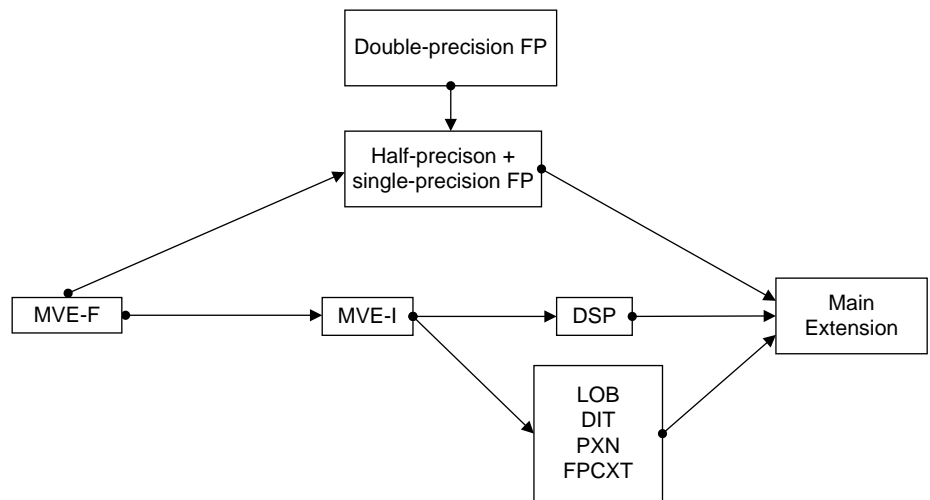 Double-precision FP
Half-precison +
single-precision FP
MVE-F
MVE-I
DSP
Main
Extension
LOB
DIT
PXN
FPCXT